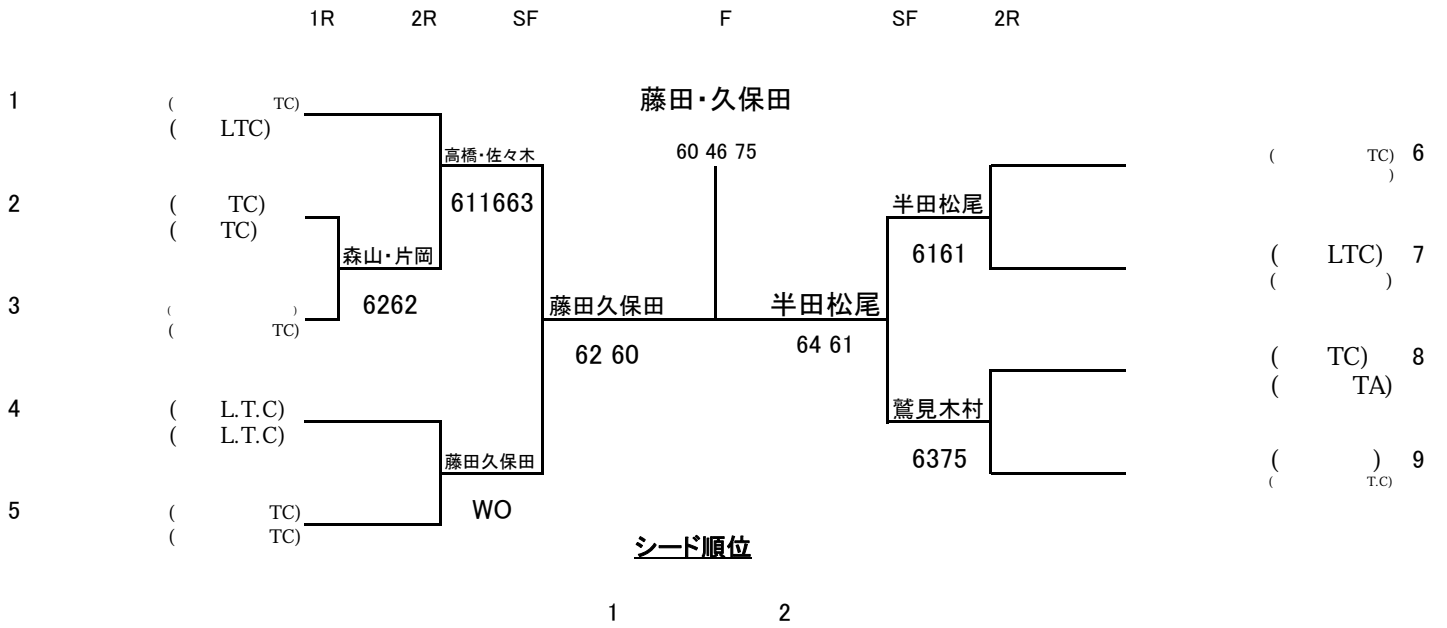 1R 2R SF F SF 2R
藤田・久保田
60 46 75
1 ( TC)
( LTC)
高橋・佐々木
611663
2 ( TC)
( TC)
森山・片岡
6262
3 ( )
( TC)
藤田久保田
62 60
4 ( L.T.C)
( L.T.C)
藤田久保田
WO
5 ( TC)
( TC)
半田松尾
64 61
半田松尾
6161
鷲見木村
6375
( TC) 6
)
( LTC) 7
( )
( TC) 8
( TA)
( ) 9
( T.C)
シード順位
1 2